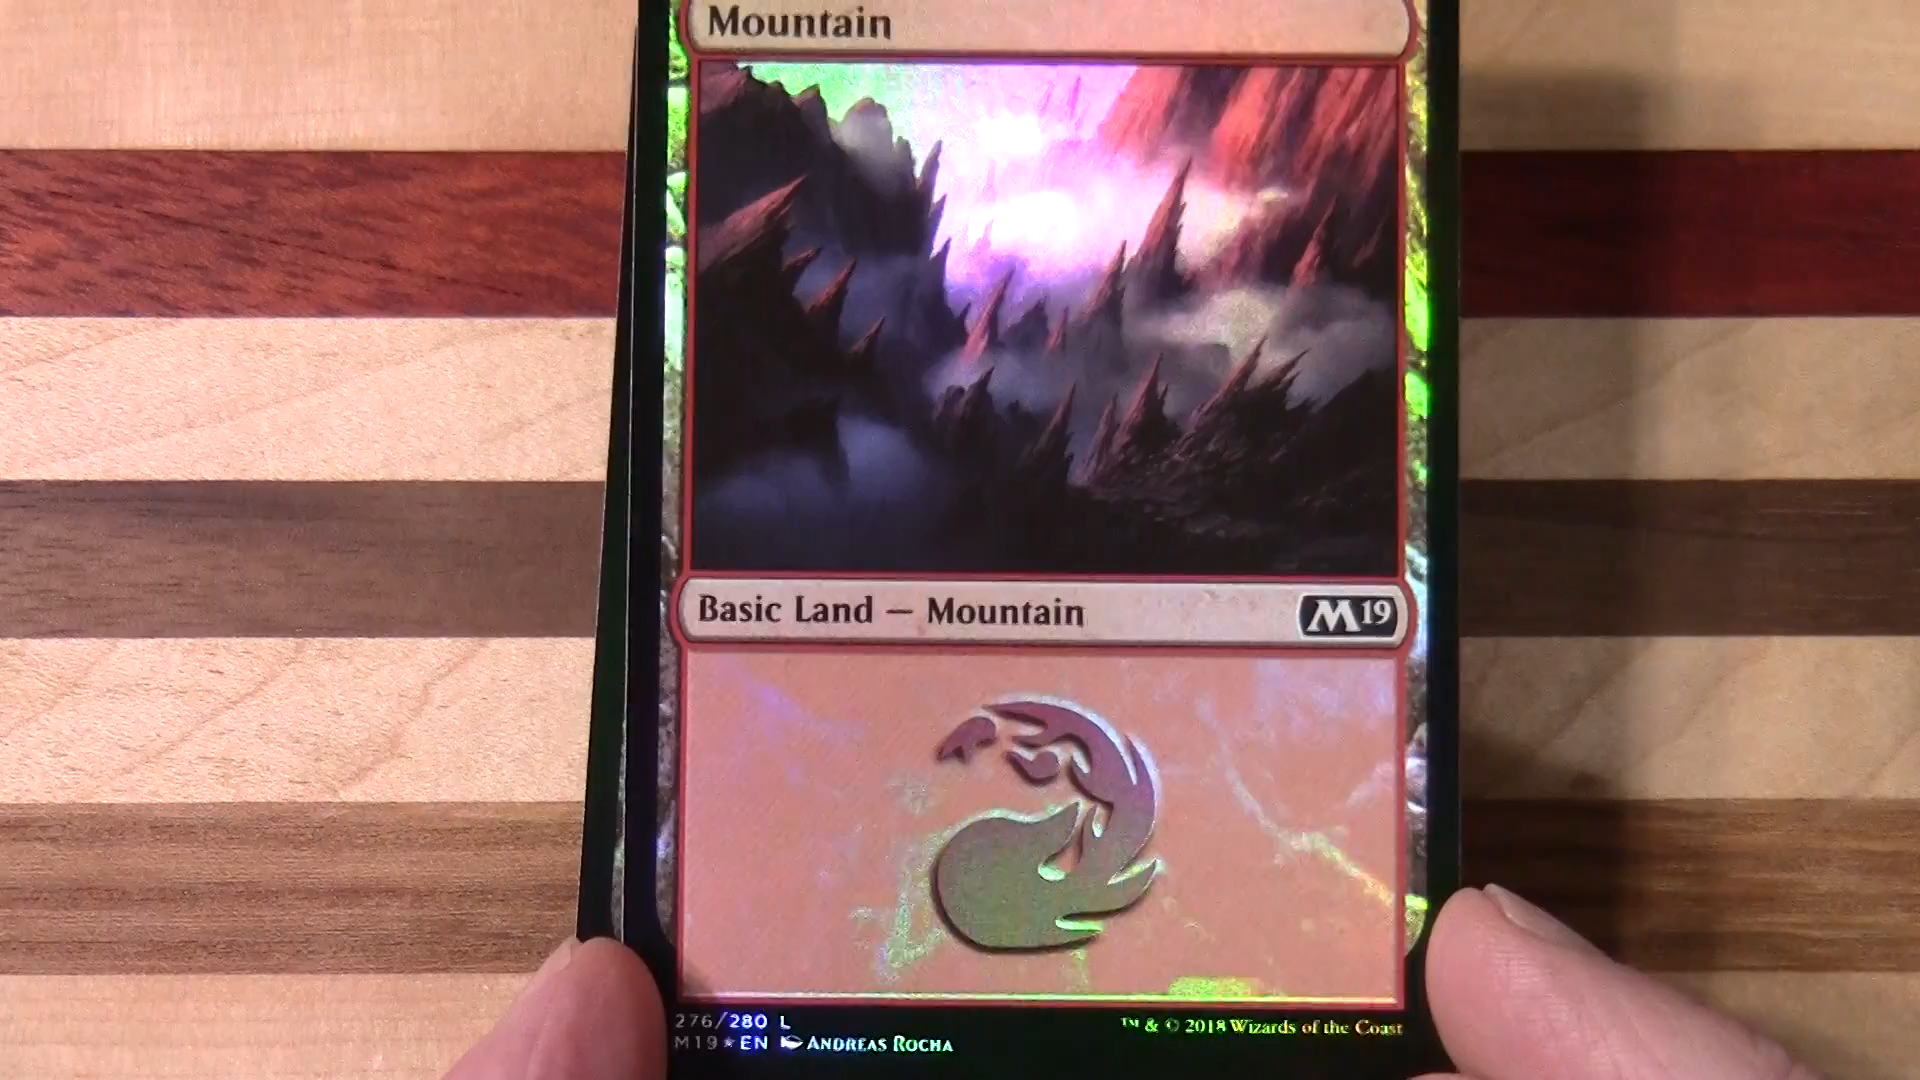 Mountain
Basic Land — Mountain
M19
276/280 L
™ & © 2018 Wizards of the Coast
M19★EN Andreas Rocha